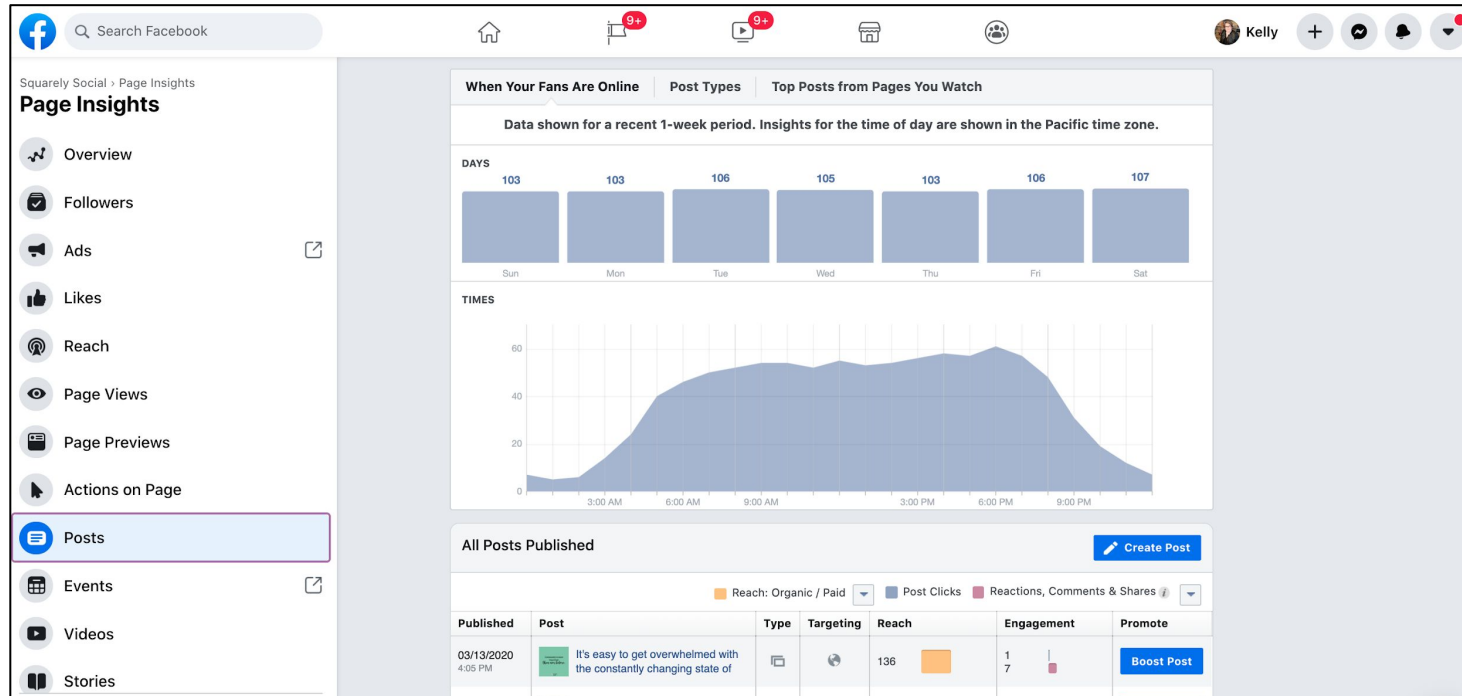 Search Facebook
9+
9+
Kelly
Squarely Social › Page Insights
Page Insights
Overview
Followers
Ads
Likes
Reach
Page Views
Page Previews
Actions on Page
Posts
Events
Videos
Stories
When Your Fans Are Online Post Types Top Posts from Pages You Watch
Data shown for a recent 1-week period. Insights for the time of day are shown in the Pacific time zone.
DAYS
103 103 106 105 103 106 107
Sun Mon Tue Wed Thu Fri Sat
TIMES
60
40
20
0
3:00 AM 6:00 AM 9:00 AM 3:00 PM 6:00 PM 9:00 PM
All Posts Published
Create Post
Reach: Organic / Paid Post Clicks Reactions, Comments & Shares i
Published Post Type Targeting Reach Engagement Promote
03/13/2020
4:05 PM
It's easy to get overwhelmed with
the constantly changing state of
136
1
7
Boost Post